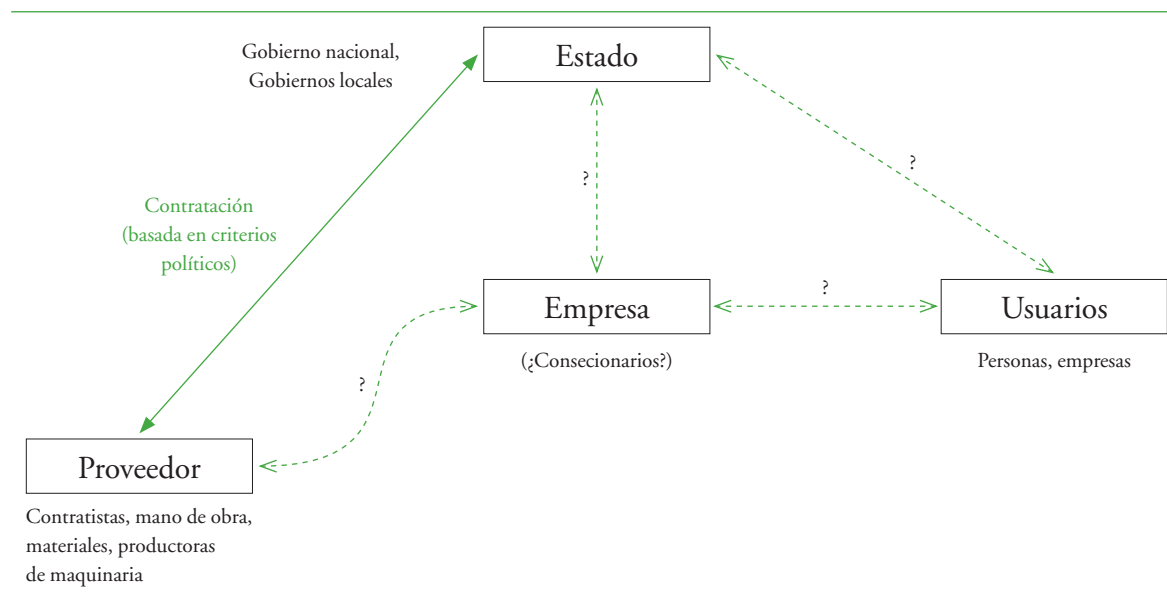 Gobierno nacional,
Gobiernos locales
Estado
?
?
Contratación
(basada en criterios
políticos)
Empresa
(¿Consecionarios?)
?
Usuarios
Personas, empresas
?
Proveedor
Contratistas, mano de obra,
materiales, productoras
de maquinaria